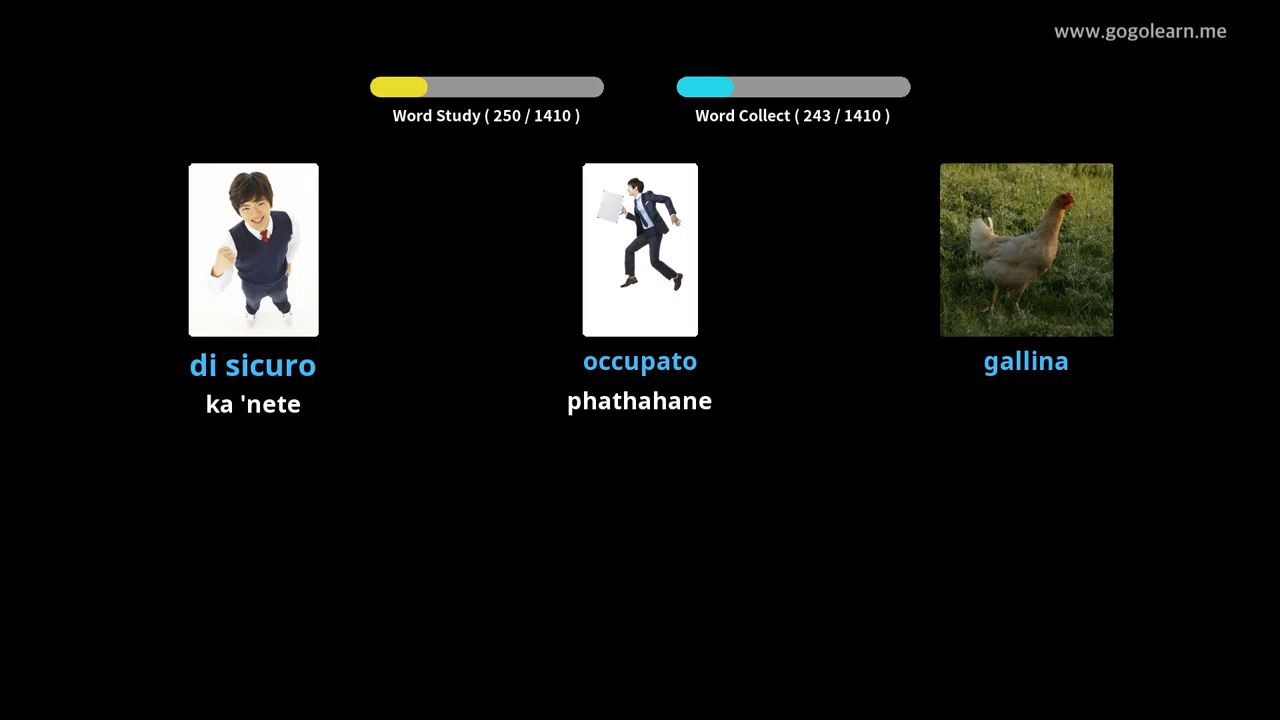 www.gogolearn.me
Word Study ( 250 / 1410 )
Word Collect ( 243 / 1410 )
di sicuro
ka 'nete
occupato
phathahane
gallina